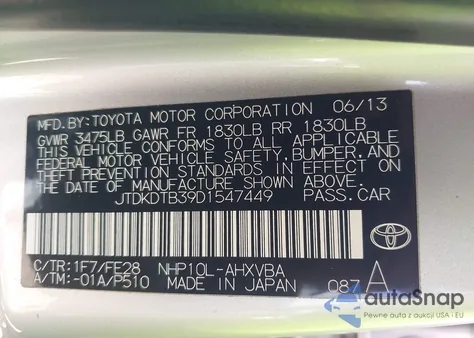 MFD.BY:TOYOTA MOTOR CORPORATION 06/13
GVWR 3475LB GAWR FR 1830LB RR 1830LB
THIS VEHICLE CONFORMS TO ALL APPLICABLE
FEDERAL MOTOR VEHICLE SAFETY,BUMPER,AND
THEFT PREVENTION STANDARDS IN EFFECT ON
THE DATE OF MANUFACTURE SHOWN ABOVE.
JTDKDTB39D1547449 PASS.CAR
C/TR:1F7/FE28 NHP10L-AHXVBA
A/TM:-01A/P510 MADE IN JAPAN 087 A
autoSnap
Pewne auta z USA i EU